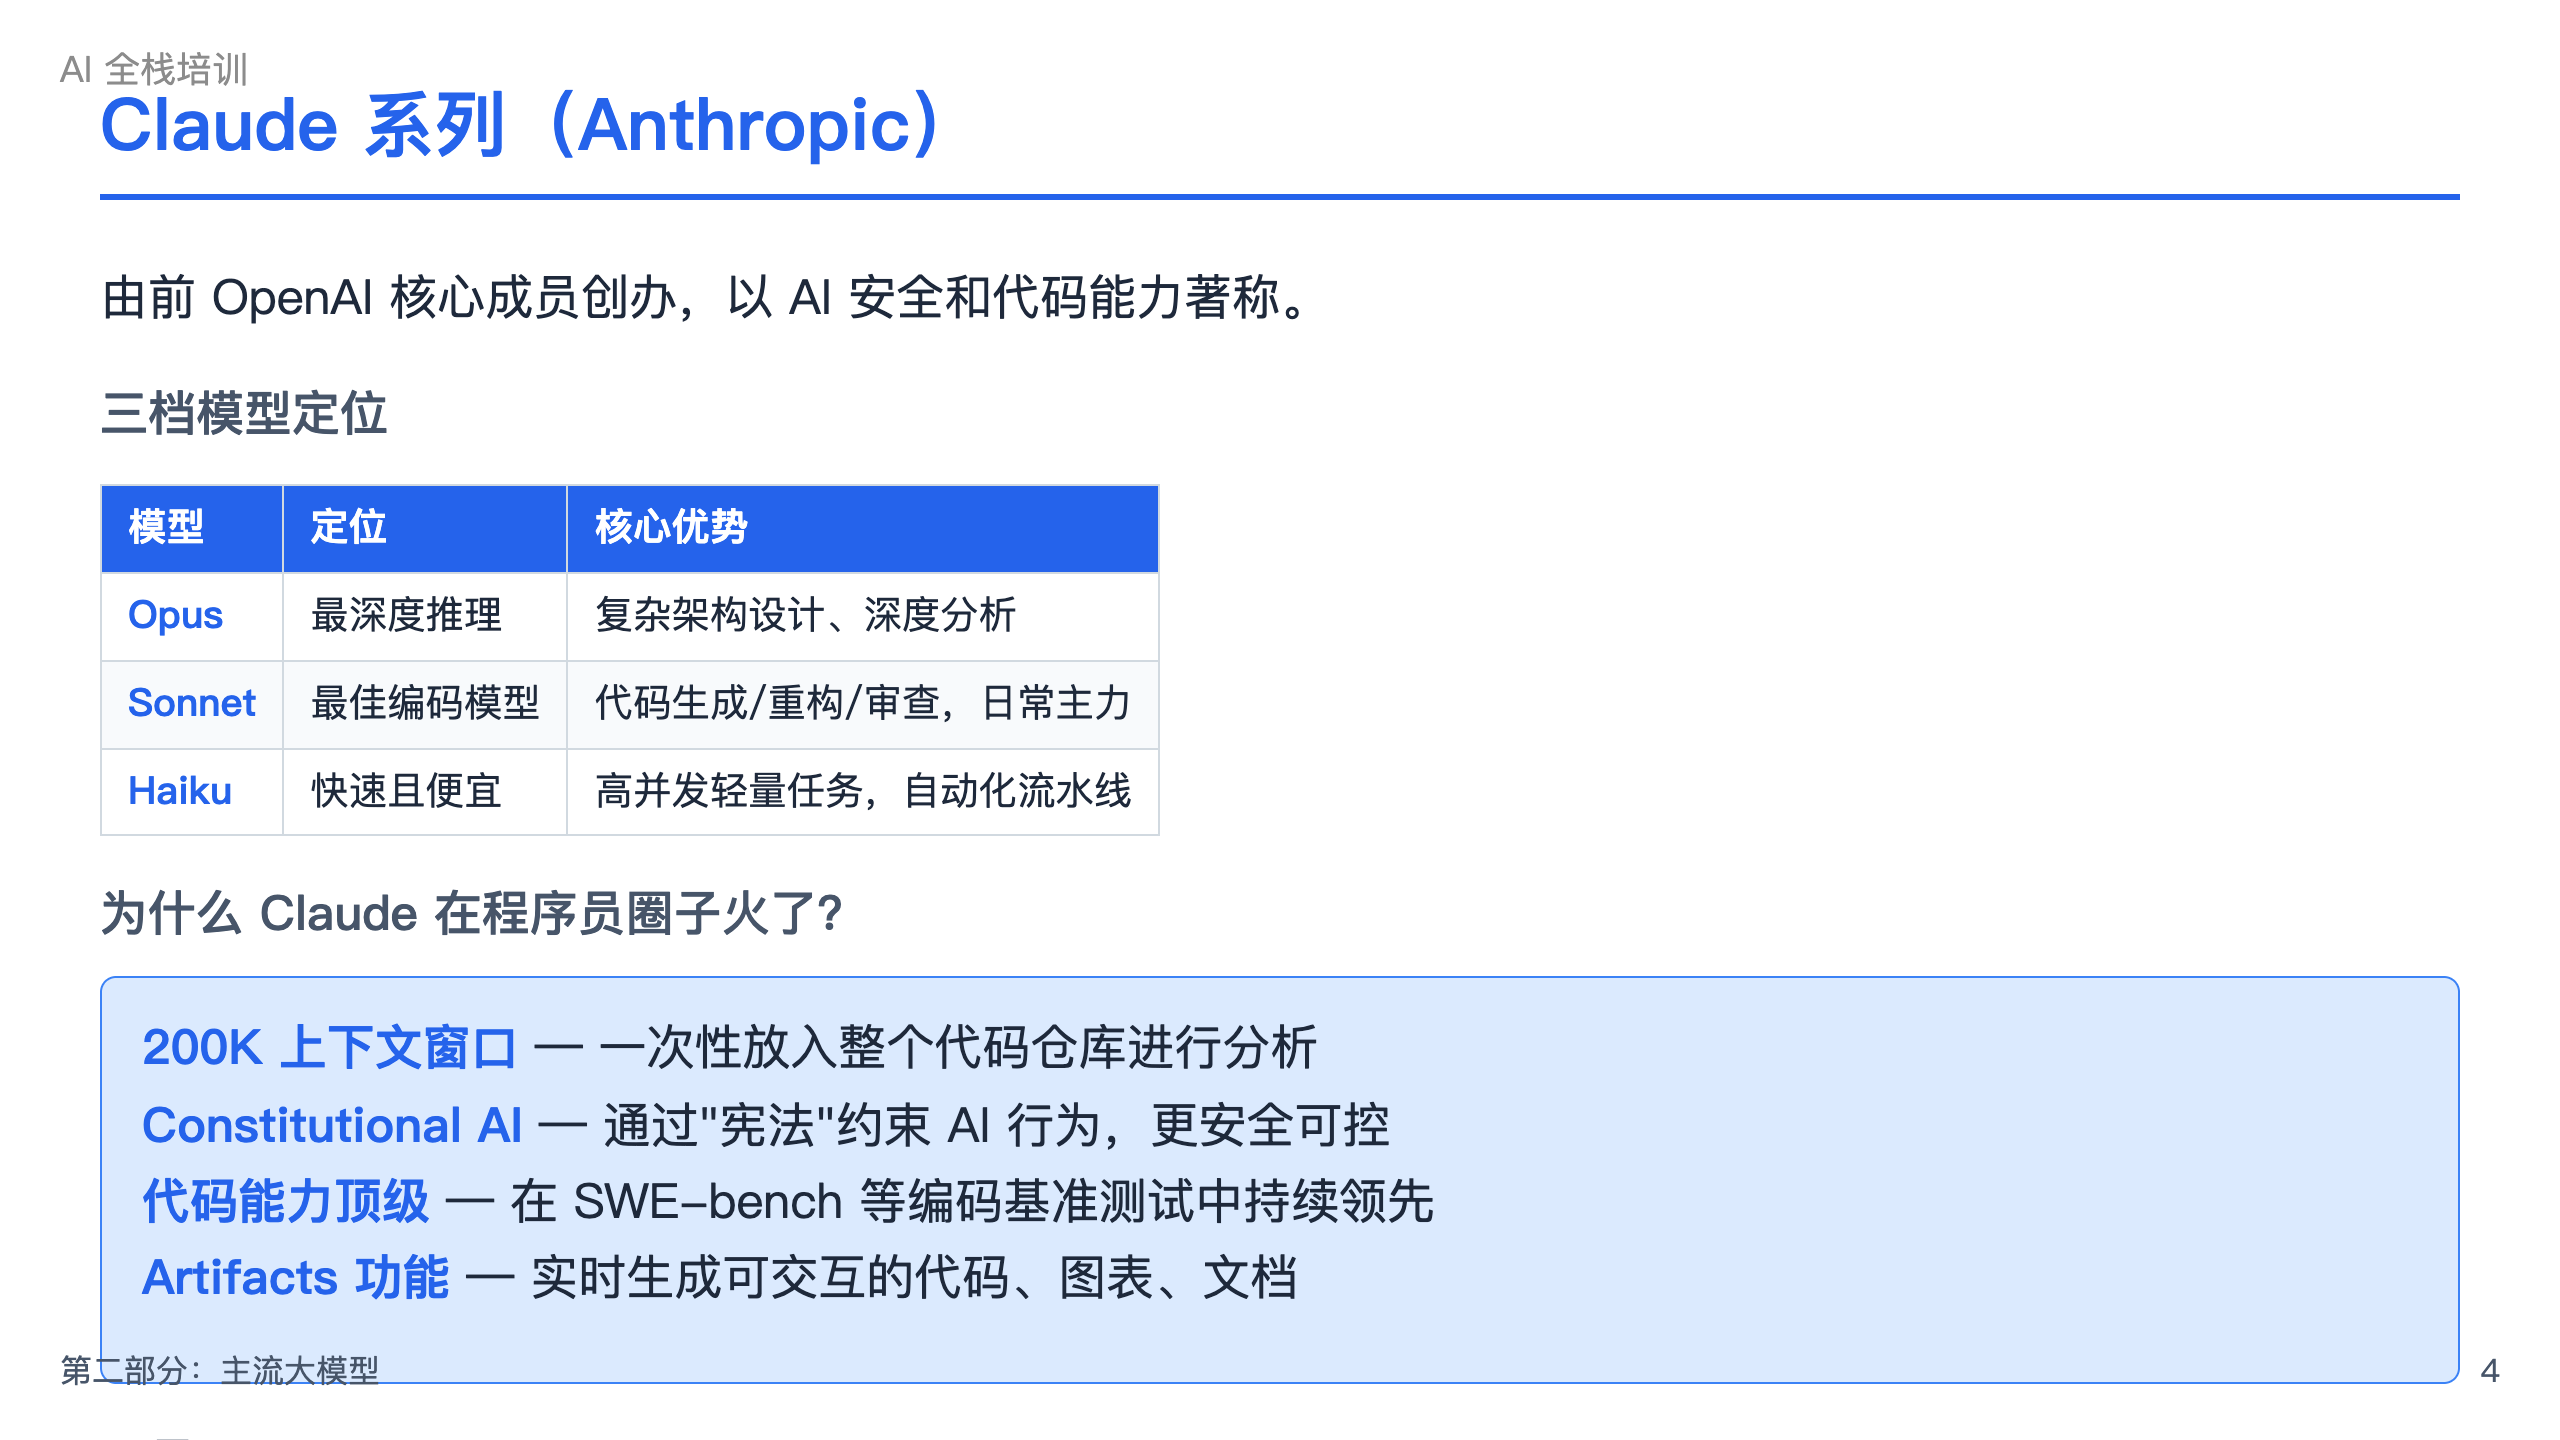 AI 全栈培训
Claude 系列（Anthropic）
由前 OpenAI 核心成员创办，以 AI 安全和代码能力著称。
三档模型定位
模型 定位 核心优势
Opus 最深度推理 复杂架构设计、深度分析
Sonnet 最佳编码模型 代码生成/重构/审查，日常主力
Haiku 快速且便宜 高并发轻量任务，自动化流水线
为什么 Claude 在程序员圈子火了？
200K 上下文窗口 — 一次性放入整个代码仓库进行分析
Constitutional AI — 通过"宪法"约束 AI 行为，更安全可控
代码能力顶级 — 在 SWE-bench 等编码基准测试中持续领先
Artifacts 功能 — 实时生成可交互的代码、图表、文档
第二部分：主流大模型
4